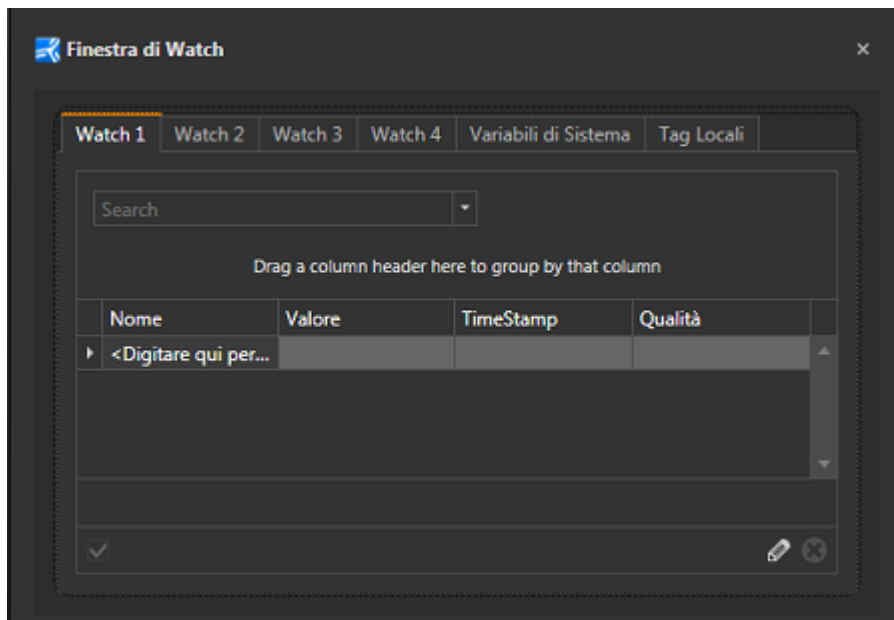 Finestra di Watch
Watch 1 Watch 2 Watch 3 Watch 4 Variabili di Sistema Tag Locali
Search
Drag a column header here to group by that column
Nome Valore TimeStamp Qualità
<Digitare qui per...